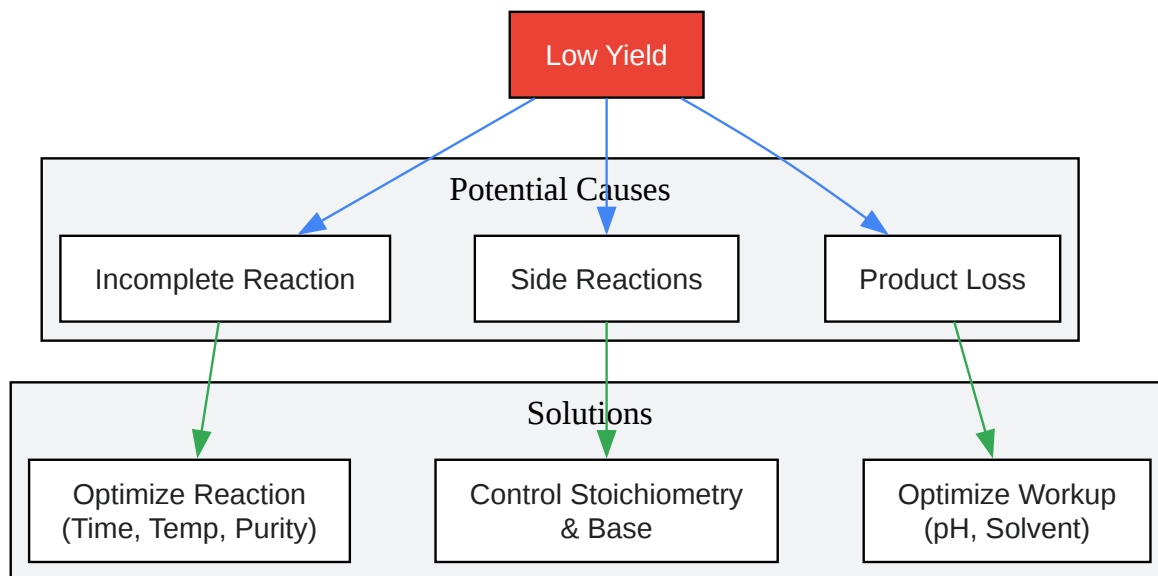 Low Yield
Potential Causes
Incomplete Reaction
Side Reactions
Product Loss
Solutions
Optimize Reaction
(Time, Temp, Purity)
Control Stoichiometry
& Base
Optimize Workup
(pH, Solvent)